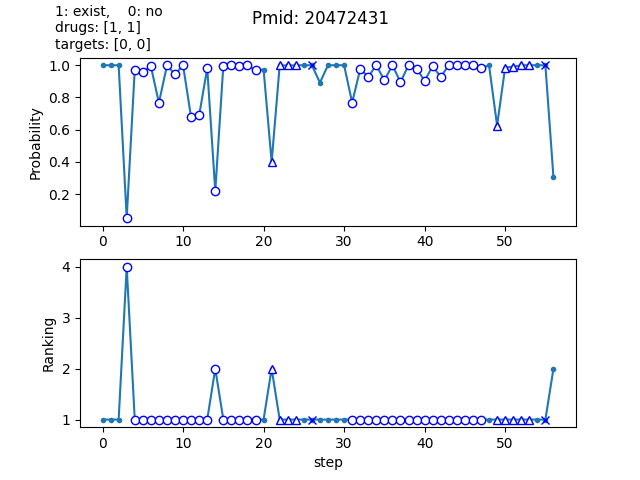 1: exist,    0: no
drugs: [1, 1]
targets: [0, 0]
Pmid: 20472431
1.0
0.8
0.6
0.4
0.2
Probability
0 10 20 30 40 50
4
3
2
1
Ranking
0 10 20 30 40 50
step